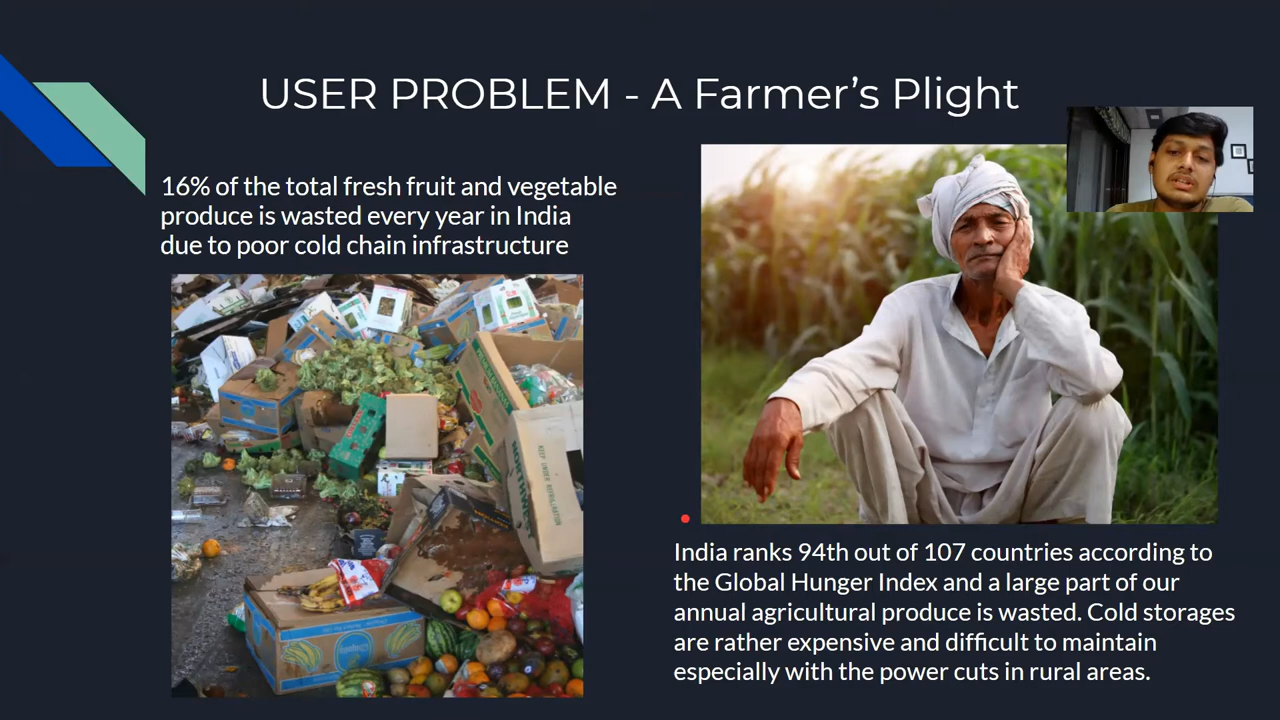 USER PROBLEM - A Farmer's Plight
16% of the total fresh fruit and vegetable
produce is wasted every year in India
due to poor cold chain infrastructure
KEEP UNDER REFRIGERATION
India ranks 94th out of 107 countries according to
the Global Hunger Index and a large part of our
annual agricultural produce is wasted. Cold storages
are rather expensive and difficult to maintain
especially with the power cuts in rural areas.